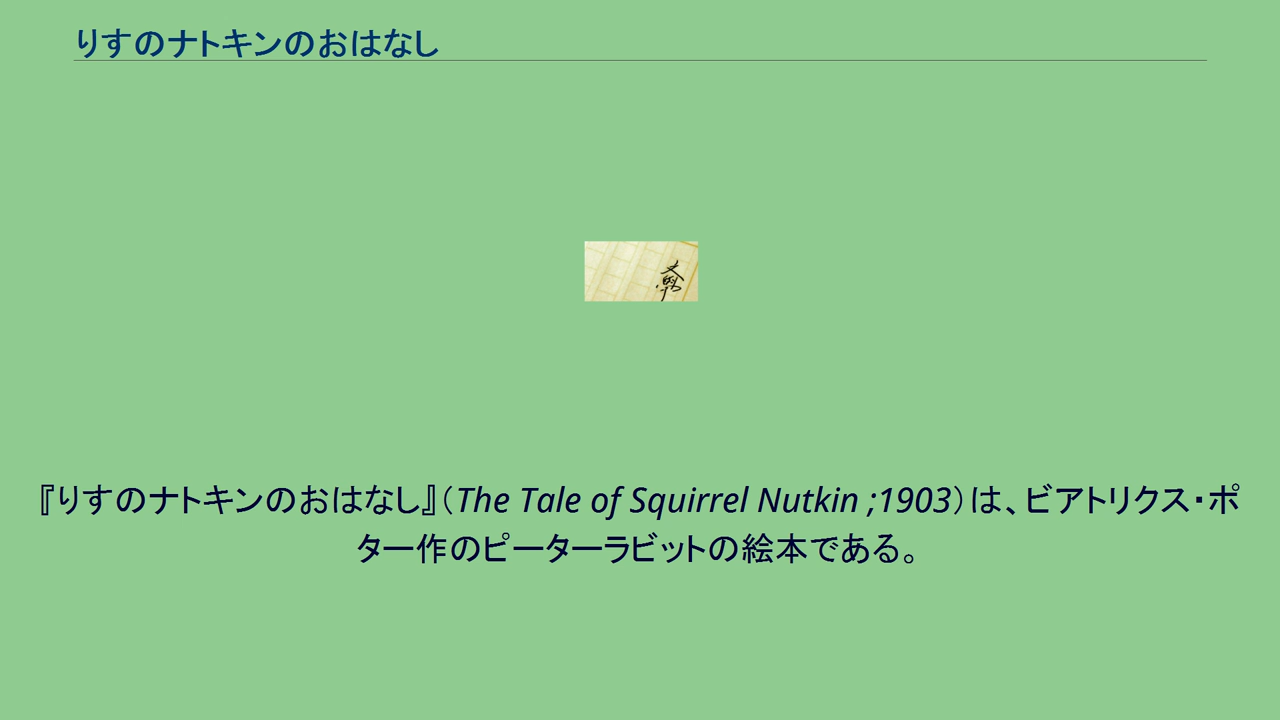 りすのナトキンのおはなし
『りすのナトキンのおはなし』（The Tale of Squirrel Nutkin ;1903）は、ビアトリクス・ポ
ター作のピーターラビットの絵本である。